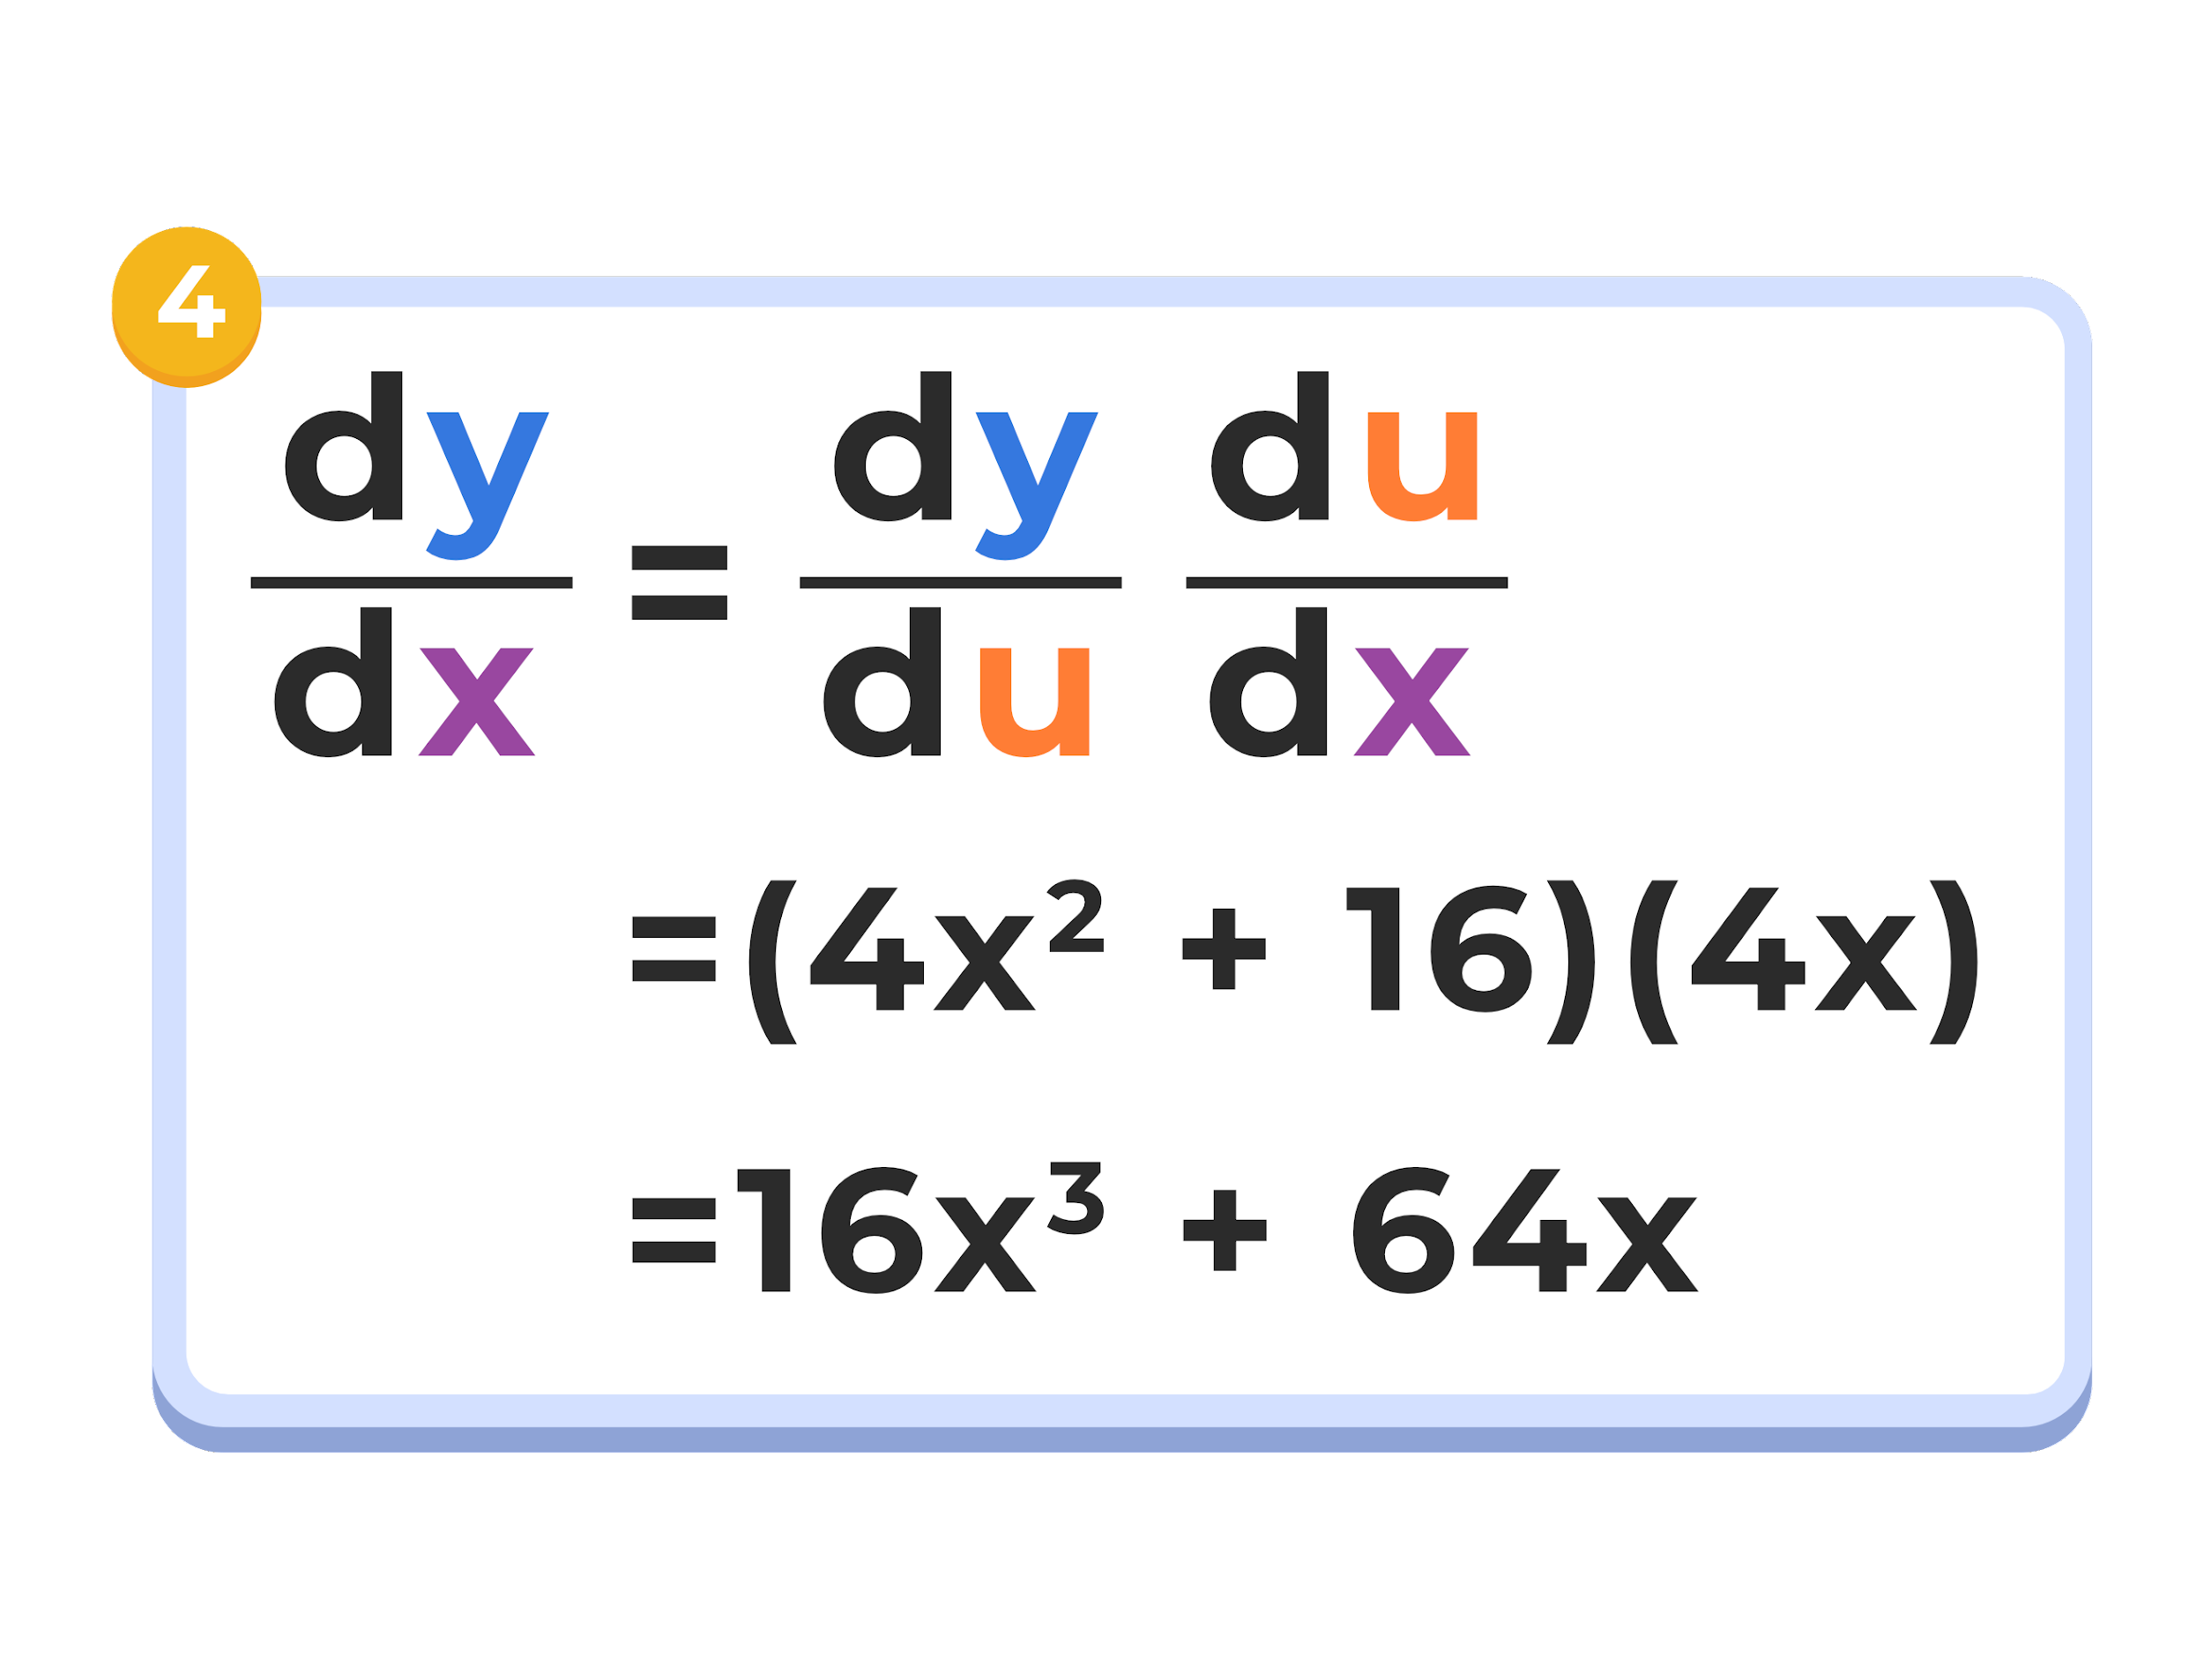 4
dy/dx = dy/du du/dx
=(4x² + 16)(4x)
=16x³ + 64x